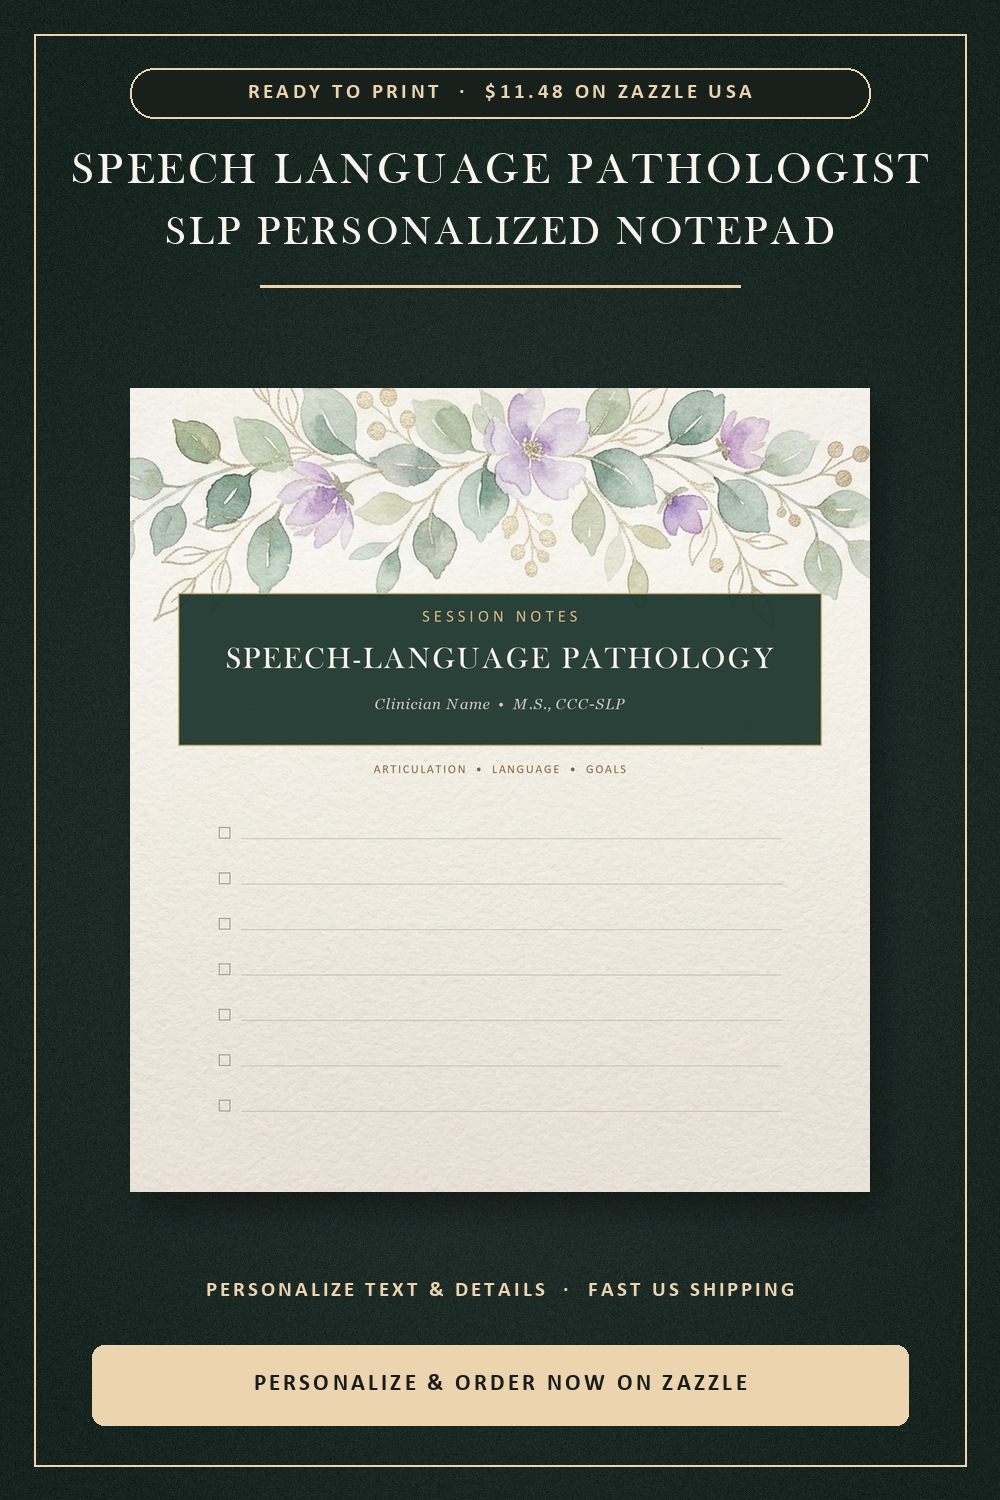 READY TO PRINT · $11.48 ON ZAZZLE USA
SPEECH LANGUAGE PATHOLOGIST
SLP PERSONALIZED NOTEPAD
SESSION NOTES
SPEECH-LANGUAGE PATHOLOGY
Clinician Name • M.S., CCC-SLP
ARTICULATION • LANGUAGE • GOALS
PERSONALIZE TEXT & DETAILS · FAST US SHIPPING
PERSONALIZE & ORDER NOW ON ZAZZLE